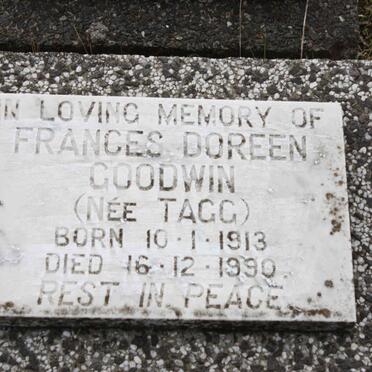 IN LOVING MEMORY OF
FRANCES DOREEN
GOODWIN
(NÉE TAGG)
BORN 10·1·1913
DIED 16·12·1990
REST IN PEACE